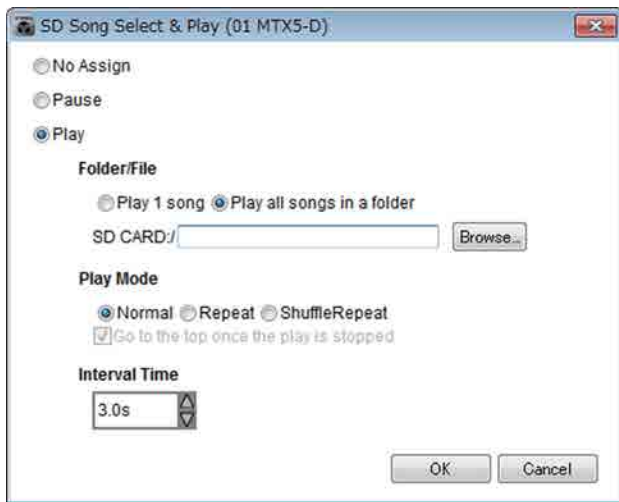 SD Song Select & Play (01 MTX5-D)
No Assign
Pause
Play
Folder/File
Play 1 song Play all songs in a folder
SD CARD:/ Browse...
Play Mode
Normal Repeat ShuffleRepeat
Go to the top once the play is stopped
Interval Time
3.0s
OK Cancel